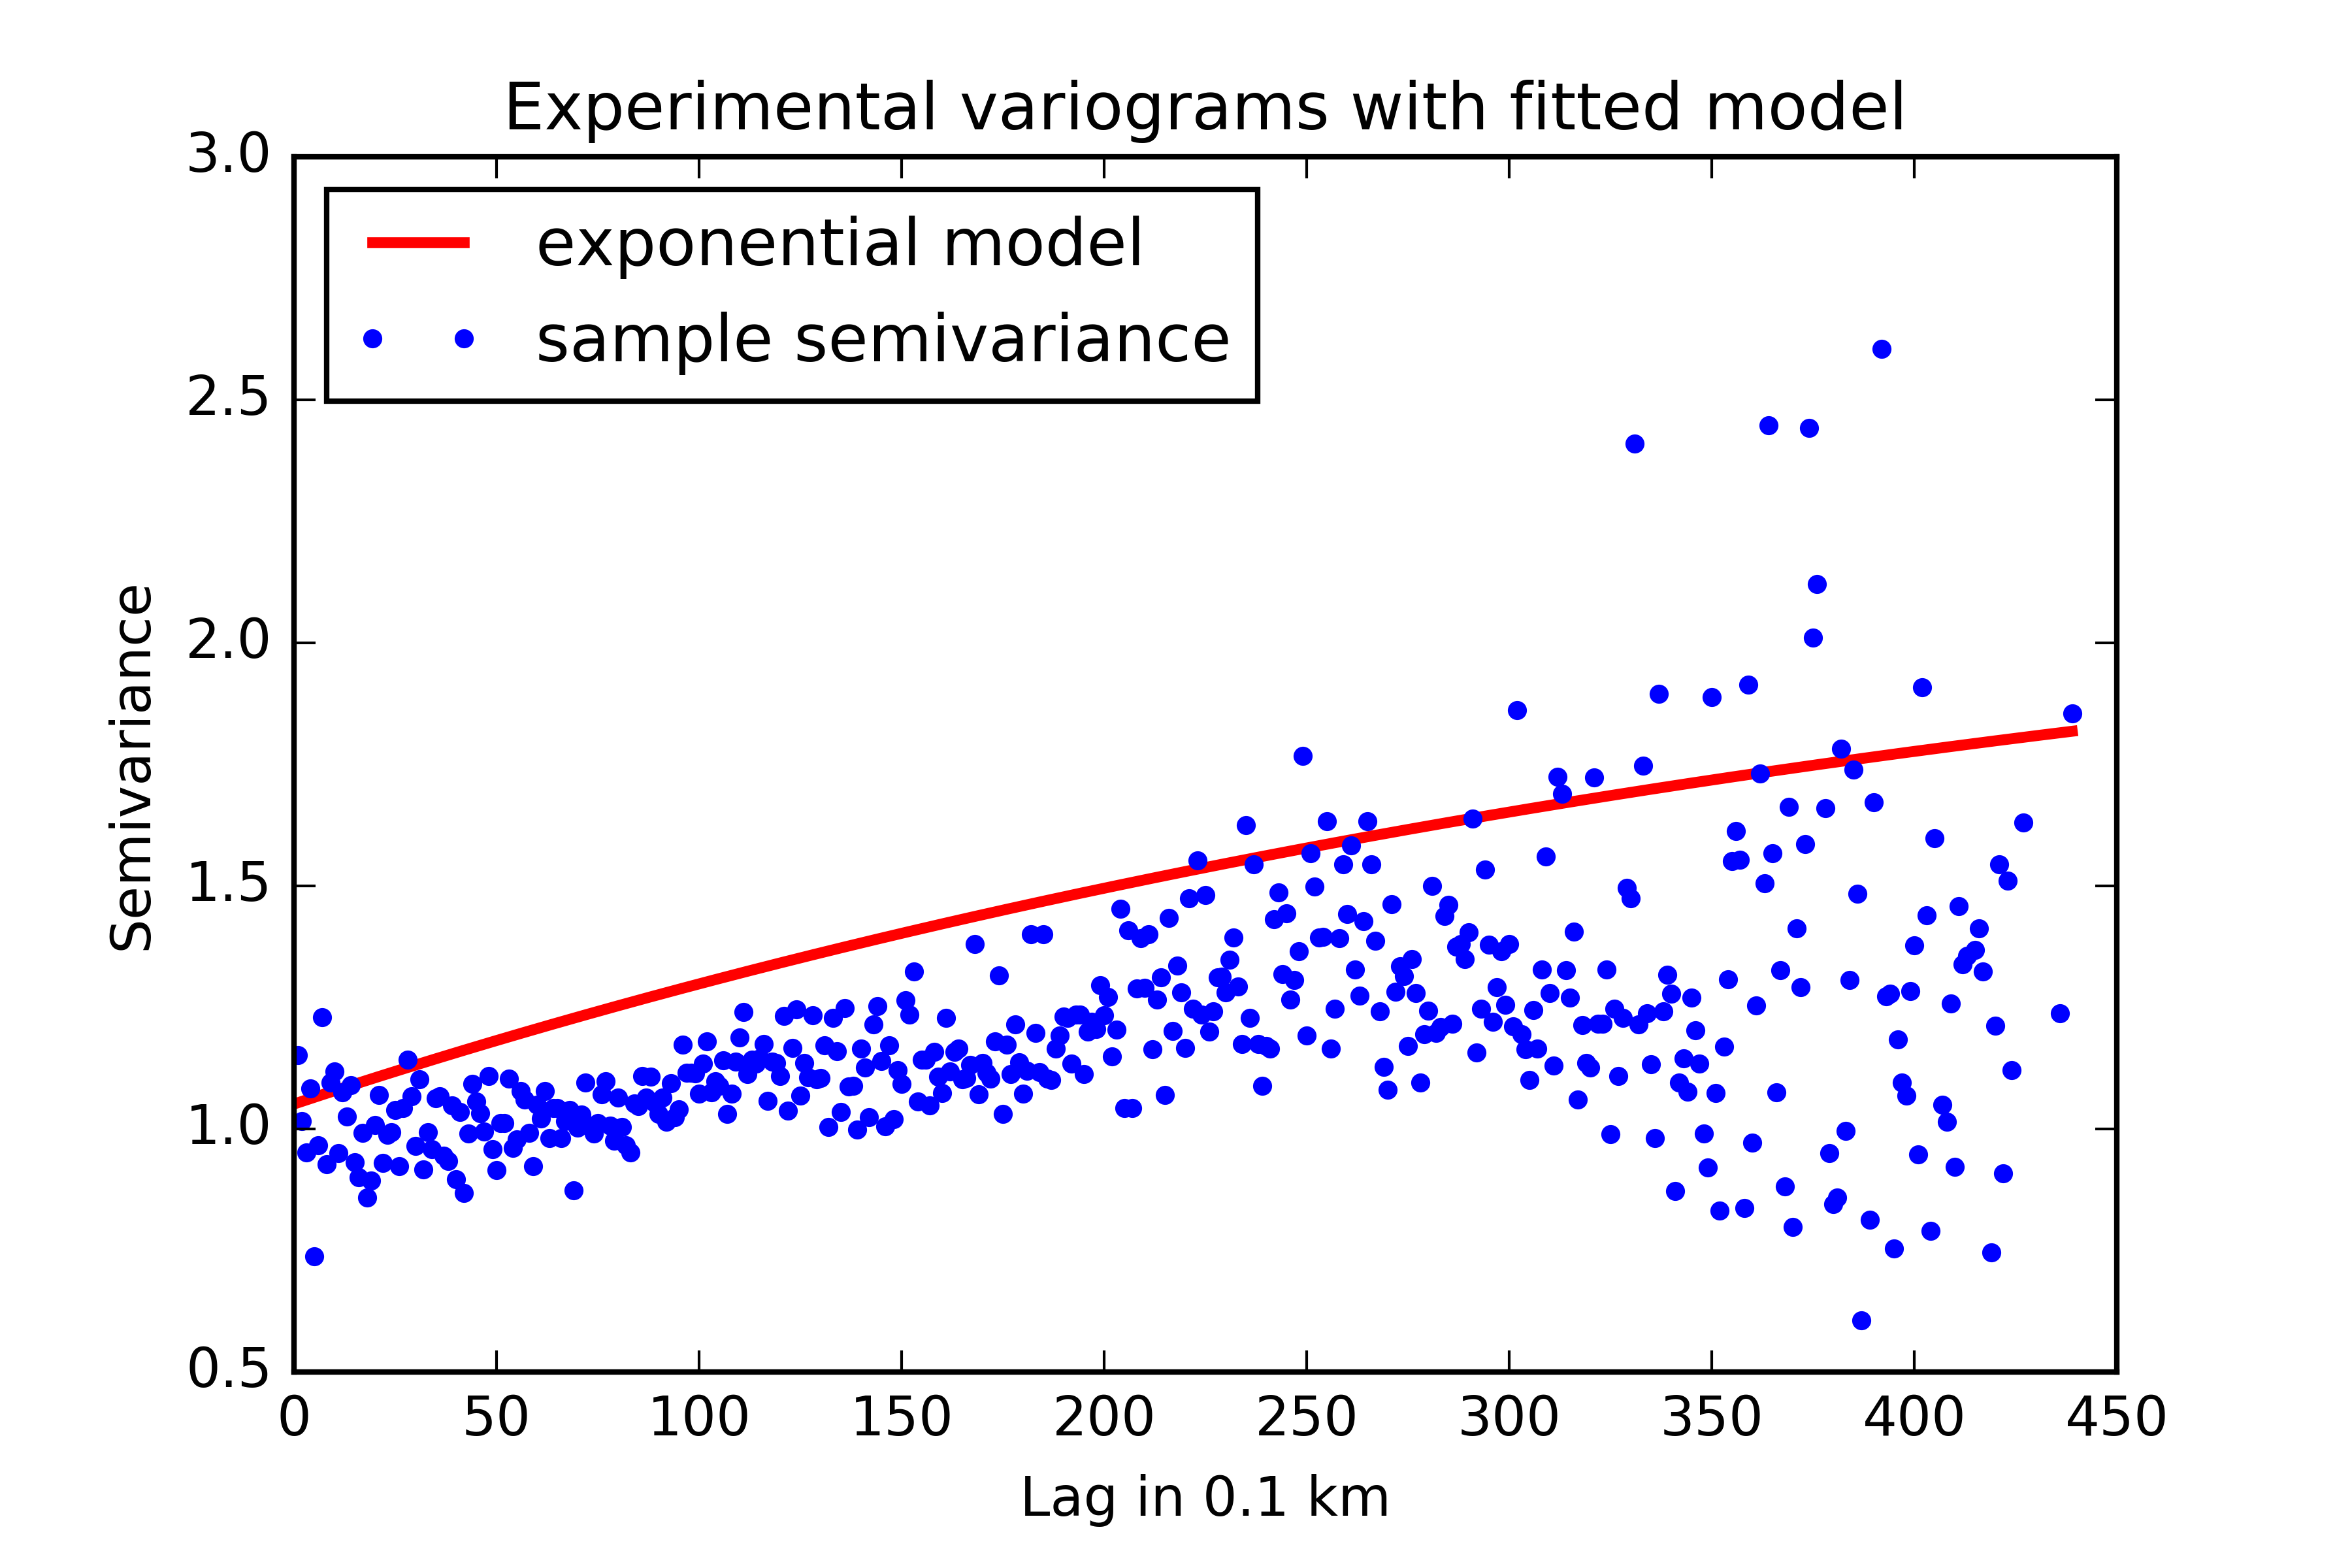 Experimental variograms with fitted model
3.0
2.5
2.0
1.5
1.0
0.5
Semivariance
exponential model
sample semivariance
0 50 100 150 200 250 300 350 400 450
Lag in 0.1 km